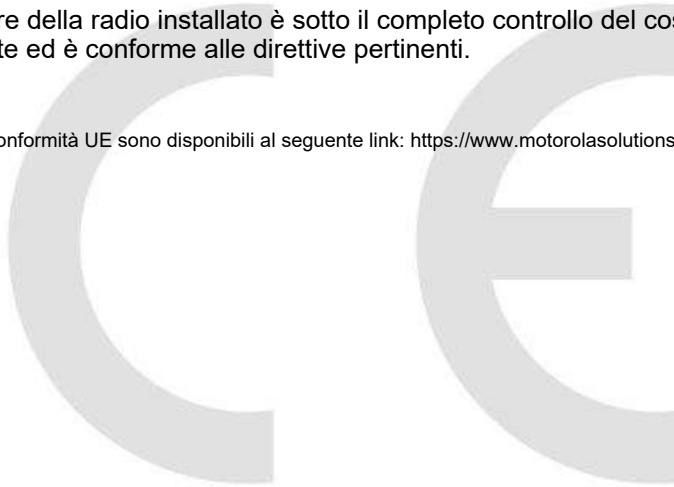 re della radio installato è sotto il completo controllo del cos
te ed è conforme alle direttive pertinenti.
onformità UE sono disponibili al seguente link: https://www.motorolasolutions
CE